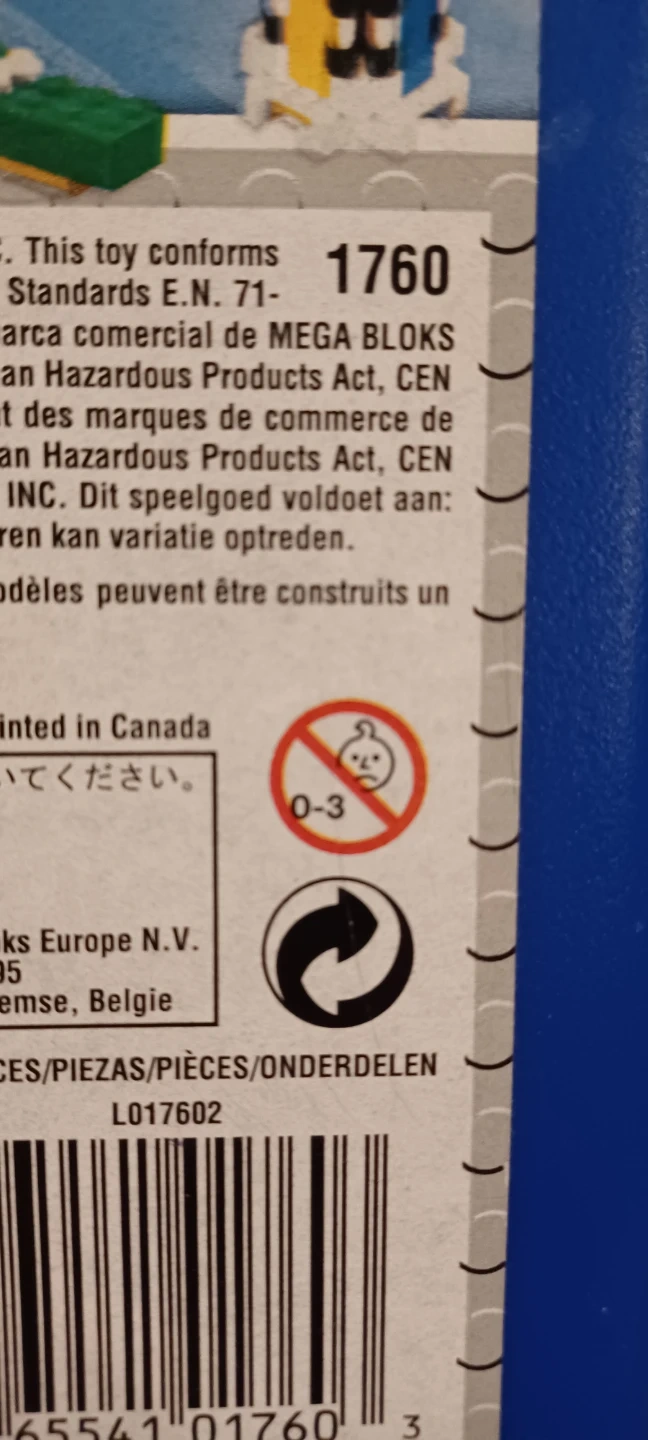 . This toy conforms
1760
Standards E.N. 71-
arca comercial de MEGA BLOKS
an Hazardous Products Act, CEN
t des marques de commerce de
an Hazardous Products Act, CEN
INC. Dit speelgoed voldoet aan:
ren kan variatie optreden.
odèles peuvent être construits un
inted in Canada
いてください。
0-3
ks Europe N.V.
95
emse, Belgie
CES/PIEZAS/PIÈCES/ONDERDELEN
L017602
65541 01760 3